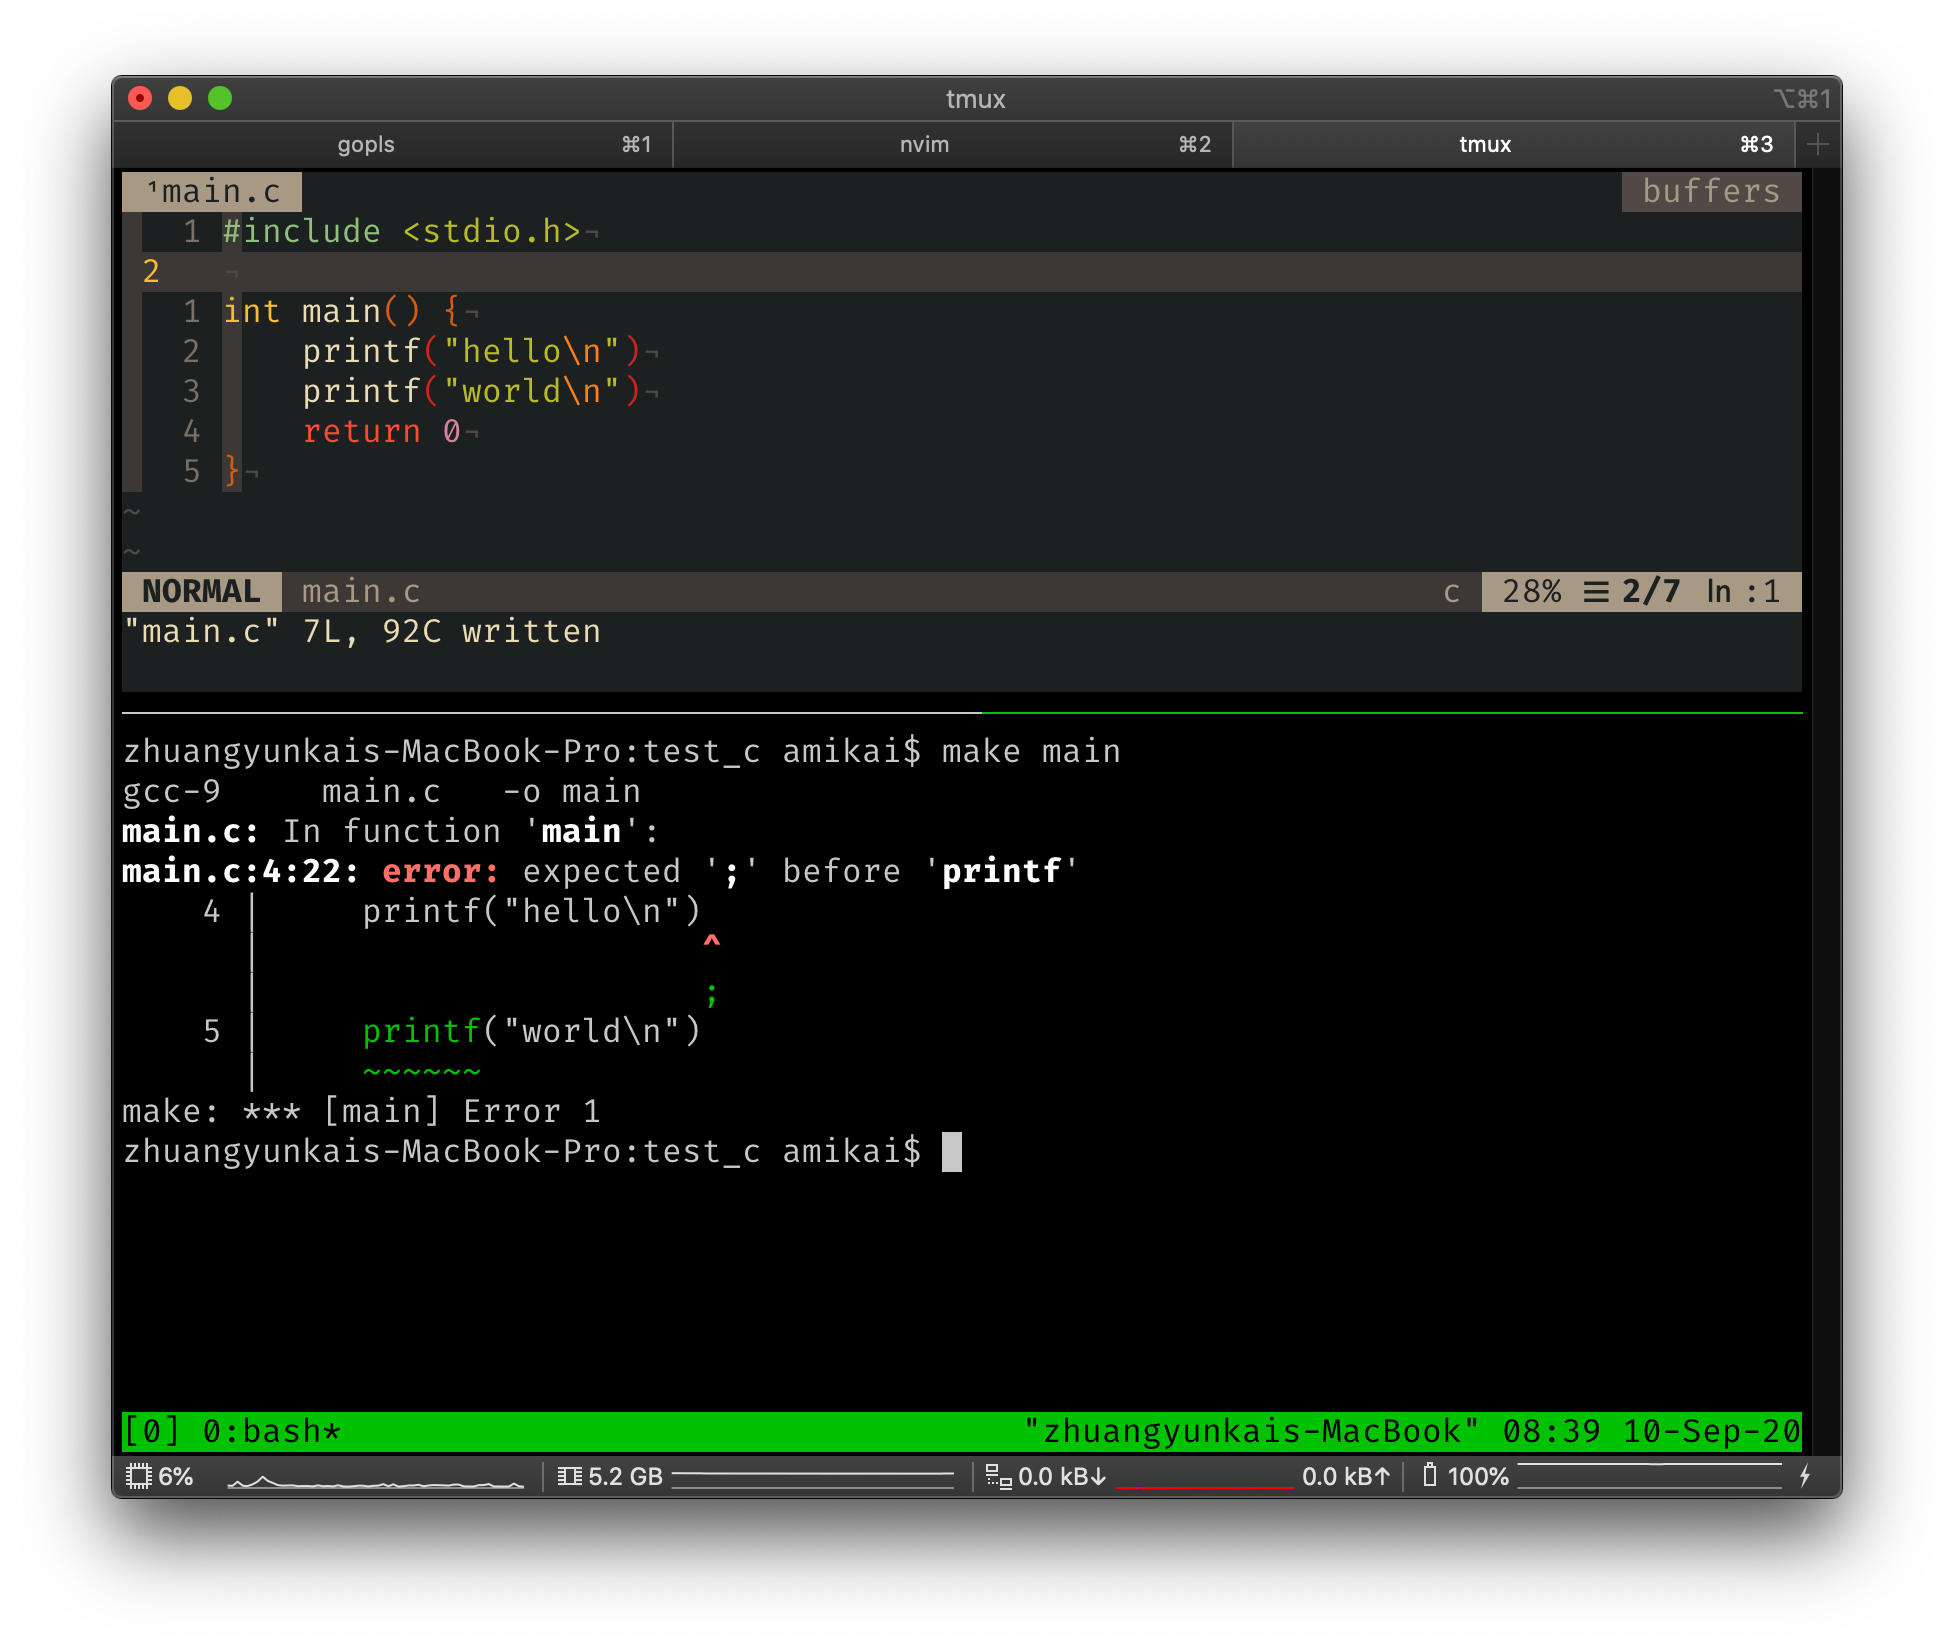 tmux ⌥⌘1
gopls ⌘1 nvim ⌘2 tmux ⌘3 +
¹main.c buffers
1 #include <stdio.h>¬
2 ¬
1 int main() {¬
2     printf("hello\n")¬
3     printf("world\n")¬
4     return 0¬
5 }¬
~
~
NORMAL main.c c 28% ☰ 2/7 ln :1
"main.c" 7L, 92C written
zhuangyunkais-MacBook-Pro:test_c amikai$ make main
gcc-9     main.c   -o main
main.c: In function 'main':
main.c:4:22: error: expected ';' before 'printf'
    4 |     printf("hello\n")
      |                      ^
      |                      ;
    5 |     printf("world\n")
      |     ~~~~~~
make: *** [main] Error 1
zhuangyunkais-MacBook-Pro:test_c amikai$
[0] 0:bash* "zhuangyunkais-MacBook" 08:39 10-Sep-20
6% 5.2 GB 0.0 kB↓ 0.0 kB↑ 100%